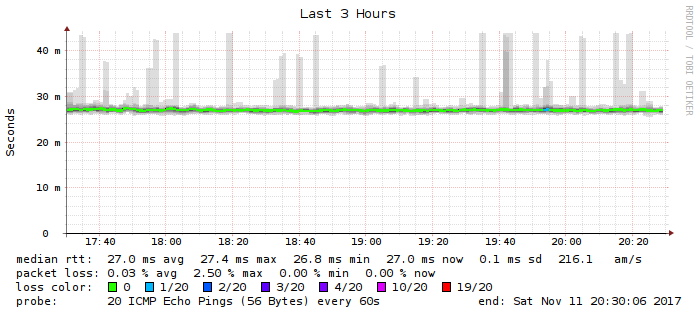 Last 3 Hours
RRDTOOL / TOBI OETIKER
Seconds
40 m
30 m
20 m
10 m
0
17:40 18:00 18:20 18:40 19:00 19:20 19:40 20:00 20:20
median rtt: 27.0 ms avg 27.4 ms max 26.8 ms min 27.0 ms now 0.1 ms sd 216.1 am/s
packet loss: 0.03 % avg 2.50 % max 0.00 % min 0.00 % now
loss color: 0 1/20 2/20 3/20 4/20 10/20 19/20
probe: 20 ICMP Echo Pings (56 Bytes) every 60s end: Sat Nov 11 20:30:06 2017